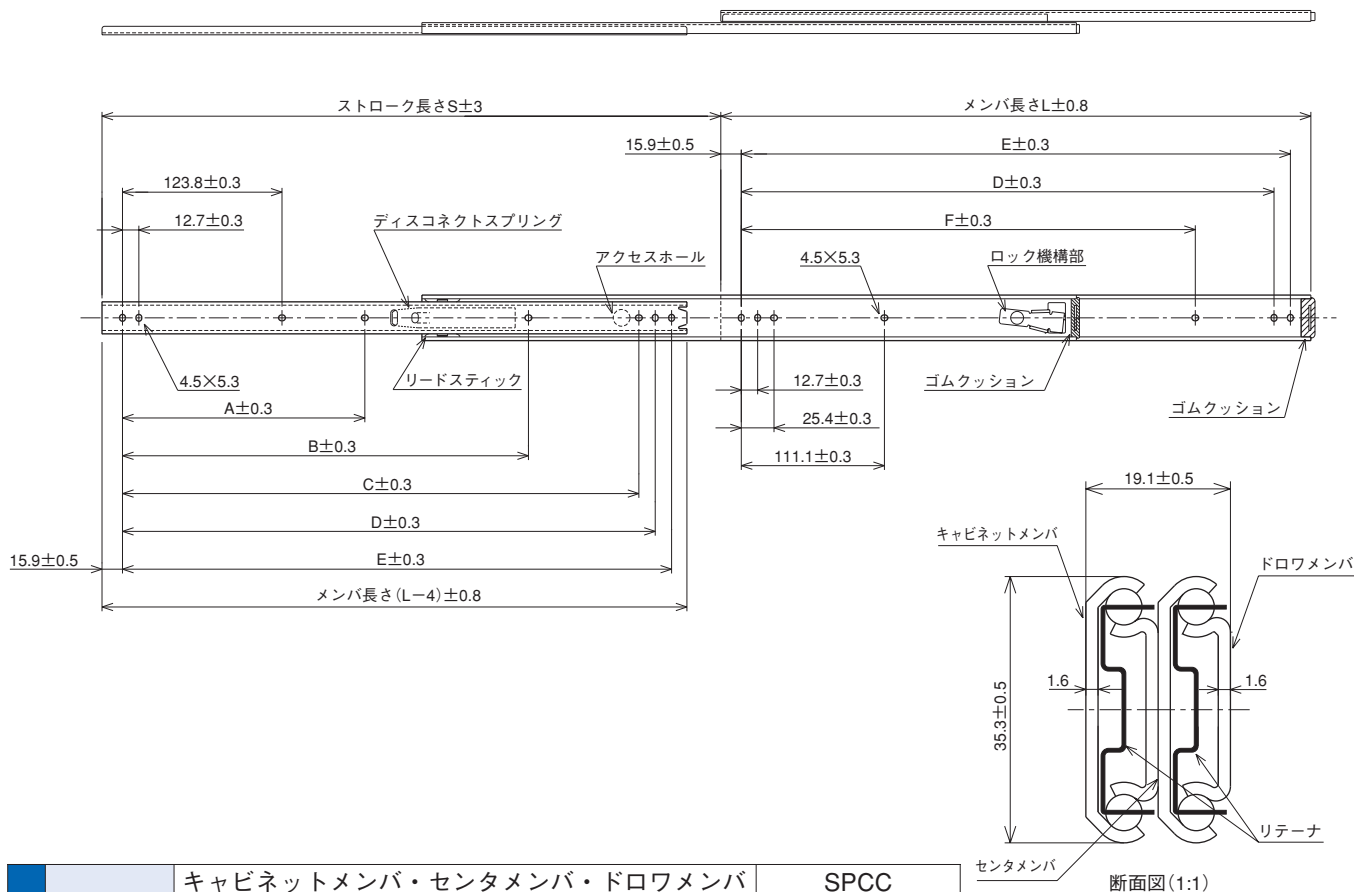 ストローク長さS±3
メンバ長さL±0.8
15.9±0.5
E±0.3
123.8±0.3
D±0.3
12.7±0.3
ディスコネクトスプリング
F±0.3
アクセスホール
4.5×5.3
ロック機構部
4.5×5.3
リードスティック
12.7±0.3
ゴムクッション
A±0.3
25.4±0.3
ゴムクッション
B±0.3
111.1±0.3
C±0.3
19.1±0.5
D±0.3
キャビネットメンバ
15.9±0.5
E±0.3
ドロワメンバ
メンバ長さ(L−4)±0.8
1.6
1.6
35.3±0.5
リテーナ
センタメンバ
キャビネットメンバ・センタメンバ・ドロワメンバ
SPCC
断面図(1:1)